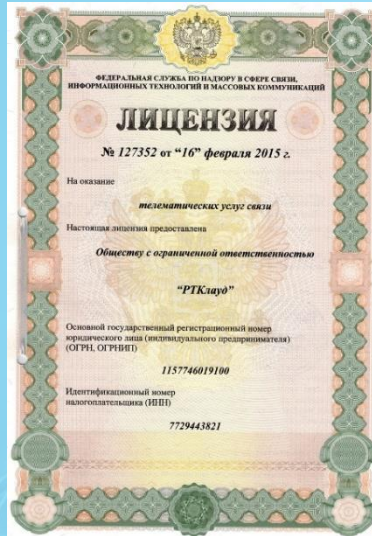 ФЕДЕРАЛЬНАЯ СЛУЖБА ПО НАДЗОРУ В СФЕРЕ СВЯЗИ,
ИНФОРМАЦИОННЫХ ТЕХНОЛОГИЙ И МАССОВЫХ КОММУНИКАЦИЙ
ЛИЦЕНЗИЯ
№ 127352 от “16” февраля 2015 г.
На оказание
телематических услуг связи
Настоящая лицензия предоставлена
Обществу с ограниченной ответственностью
“РТКлауд”
Основной государственный регистрационный номер
юридического лица (индивидуального предпринимателя)
(ОГРН, ОГРНИП)
1157746019100
Идентификационный номер
налогоплательщика (ИНН)
7729443821